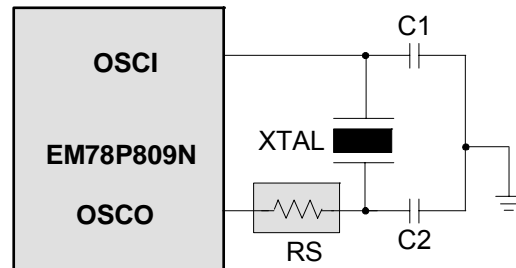 C1
OSCI
XTAL
EM78P809N
OSCO
RS
C2